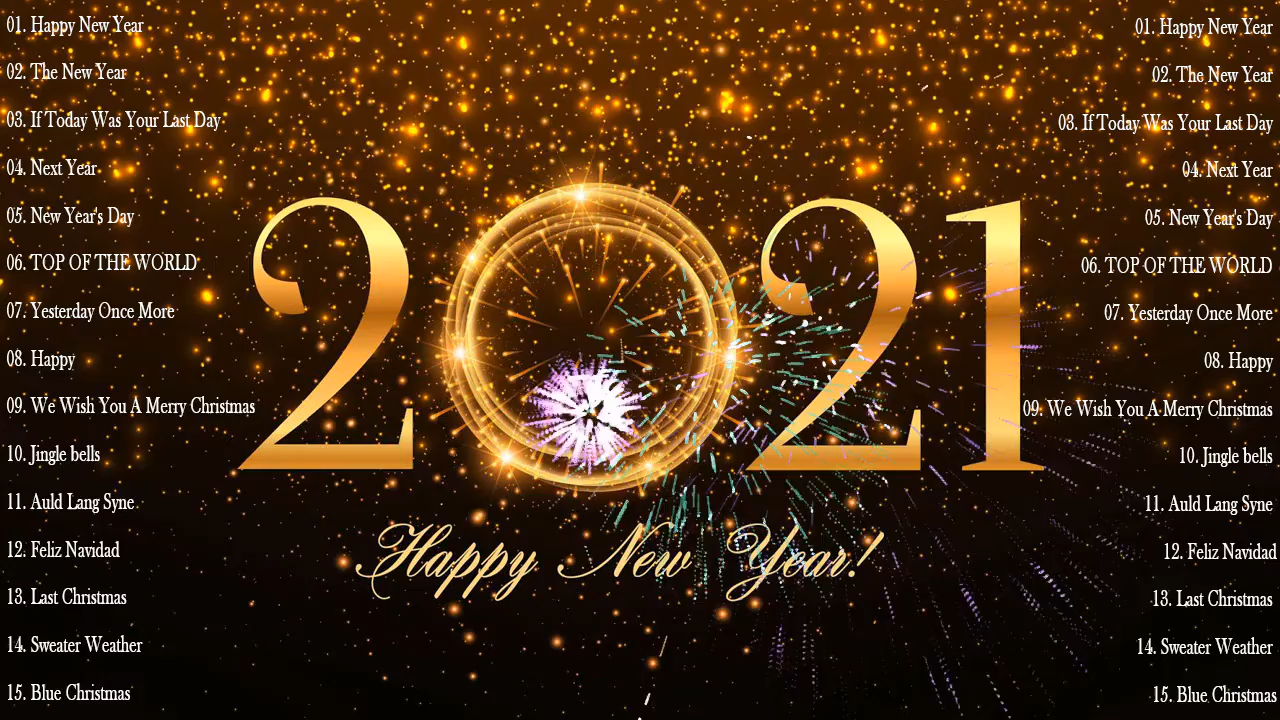 01. Happy New Year
02. The New Year
03. If Today Was Your Last Day
04. Next Year
05. New Year's Day
06. TOP OF THE WORLD
07. Yesterday Once More
08. Happy
09. We Wish You A Merry Christmas
10. Jingle bells
11. Auld Lang Syne
12. Feliz Navidad
13. Last Christmas
14. Sweater Weather
15. Blue Christmas
2021
Happy New Year!
01. Happy New Year
02. The New Year
03. If Today Was Your Last Day
04. Next Year
05. New Year's Day
06. TOP OF THE WORLD
07. Yesterday Once More
08. Happy
09. We Wish You A Merry Christmas
10. Jingle bells
11. Auld Lang Syne
12. Feliz Navidad
13. Last Christmas
14. Sweater Weather
15. Blue Christmas